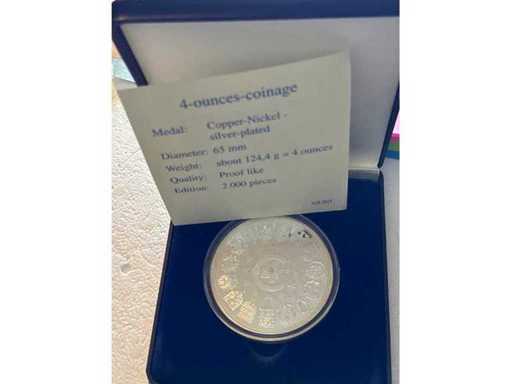 4-ounces-coinage
Medal: Copper-Nickel -
silver-plated
Diameter: 65 mm
Weight: about 124,4 g = 4 ounces
Quality: Proof like
Edition: 2.000 pieces